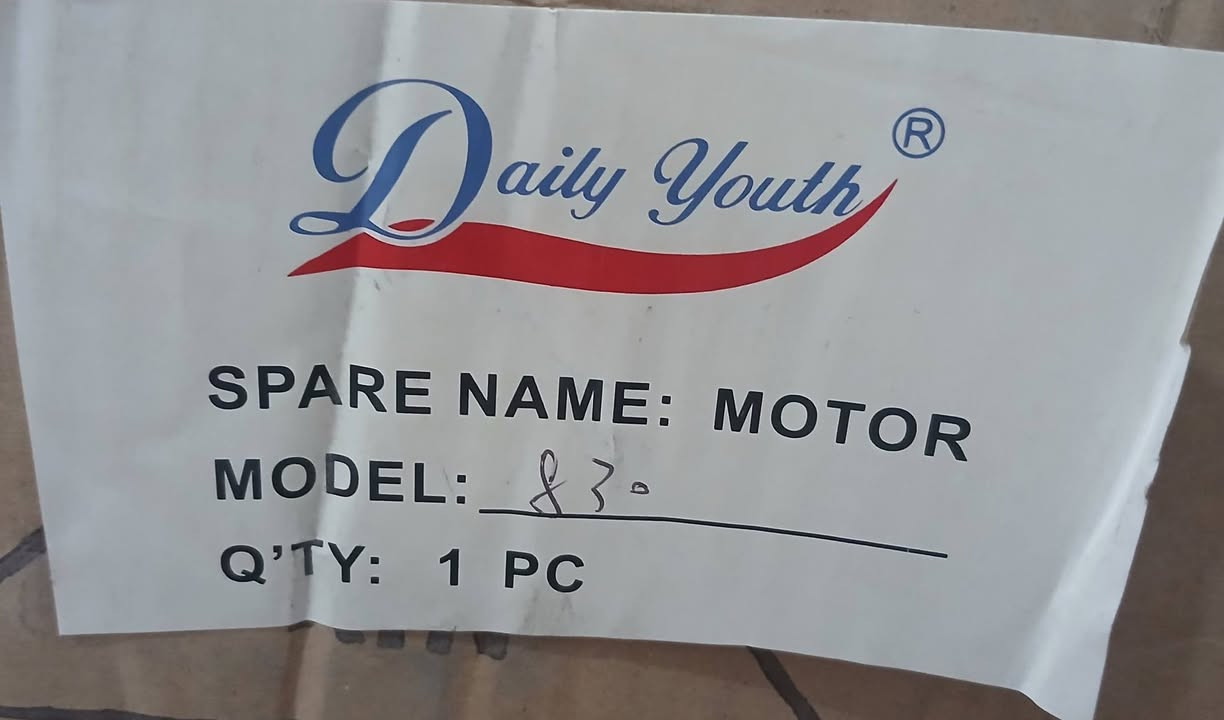 Daily Youth ®
SPARE NAME: MOTOR
MODEL: 830
Q'TY: 1 PC